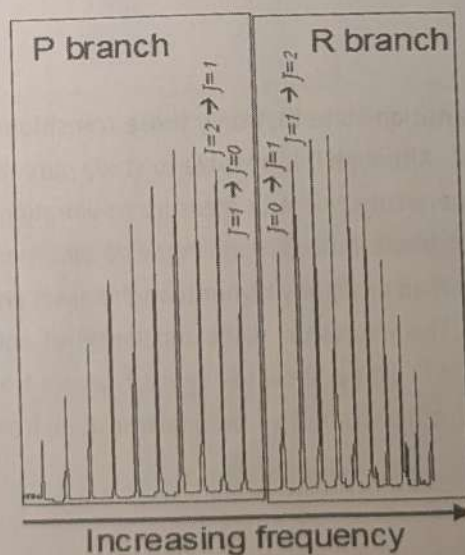 P branch
R branch
J=2 → J=1
J=1 → J=0
J=0 → J=1
J=1 → J=2
Increasing frequency